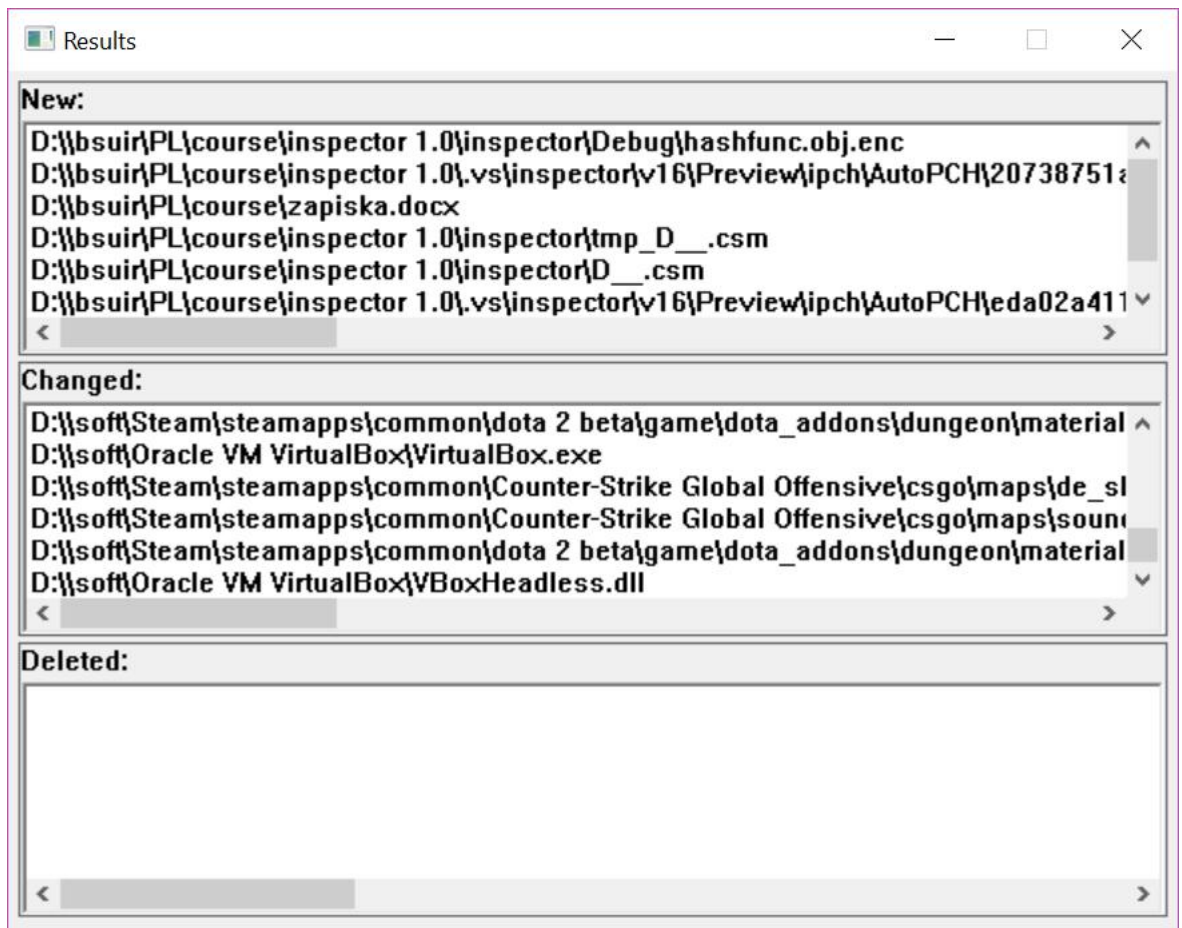 Results
New:
D:\\bsuir\PL\course\inspector 1.0\inspector\Debug\hashfunc.obj.enc
D:\\bsuir\PL\course\inspector 1.0\.vs\inspector\v16\Preview\ipch\AutoPCH\20738751a
D:\\bsuir\PL\course\zapiska.docx
D:\\bsuir\PL\course\inspector 1.0\inspector\tmp_D__.csm
D:\\bsuir\PL\course\inspector 1.0\inspector\D__.csm
D:\\bsuir\PL\course\inspector 1.0\.vs\inspector\v16\Preview\ipch\AutoPCH\eda02a411
Changed:
D:\\soft\Steam\steamapps\common\dota 2 beta\game\dota_addons\dungeon\material
D:\\soft\Oracle VM VirtualBox\VirtualBox.exe
D:\\soft\Steam\steamapps\common\Counter-Strike Global Offensive\csgo\maps\de_sl
D:\\soft\Steam\steamapps\common\Counter-Strike Global Offensive\csgo\maps\soun
D:\\soft\Steam\steamapps\common\dota 2 beta\game\dota_addons\dungeon\material
D:\\soft\Oracle VM VirtualBox\VBoxHeadless.dll
Deleted: